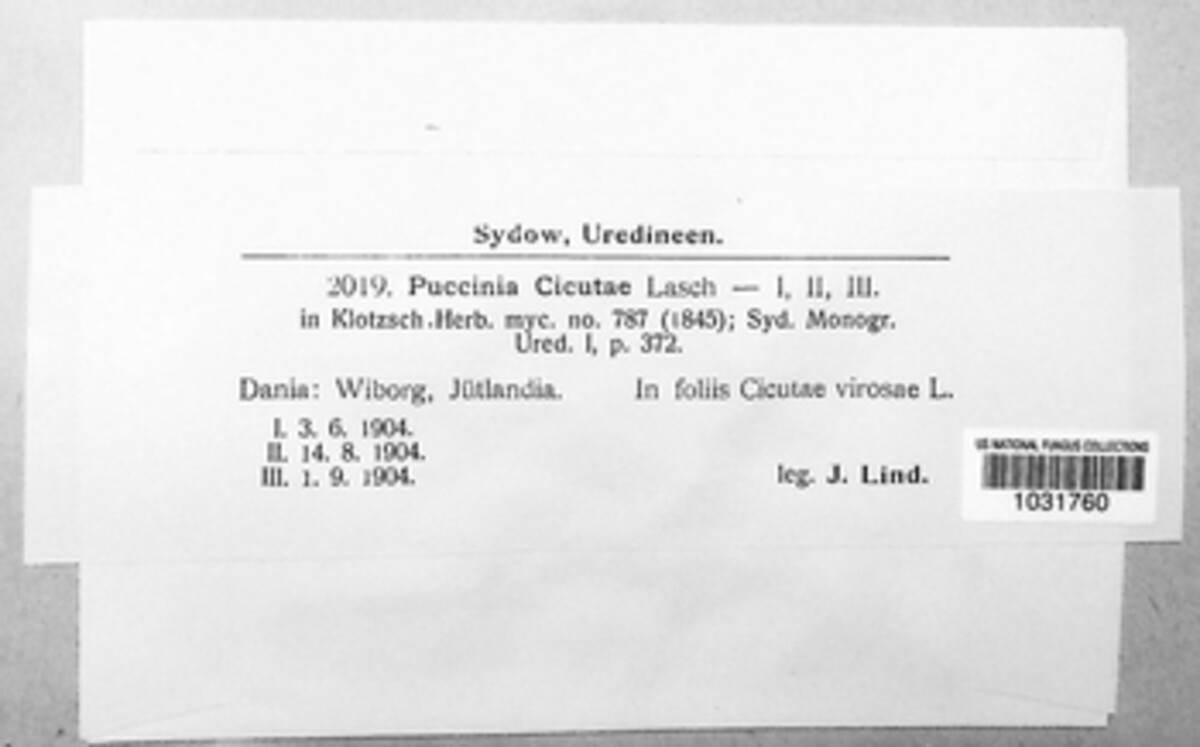 Sydow, Uredineen.
2019. Puccinia Cicutae Lasch — I, II, III.
in Klotzsch.Herb. myc. no. 787 (1845); Syd. Monogr.
Ured. I, p. 372.
Dania: Wiborg, Jütlandia. In foliis Cicutae virosae L.
I. 3. 6. 1904.
II. 14. 8. 1904.
III. 1. 9. 1904.
leg. J. Lind.
US NATIONAL FUNGUS COLLECTIONS
1031760